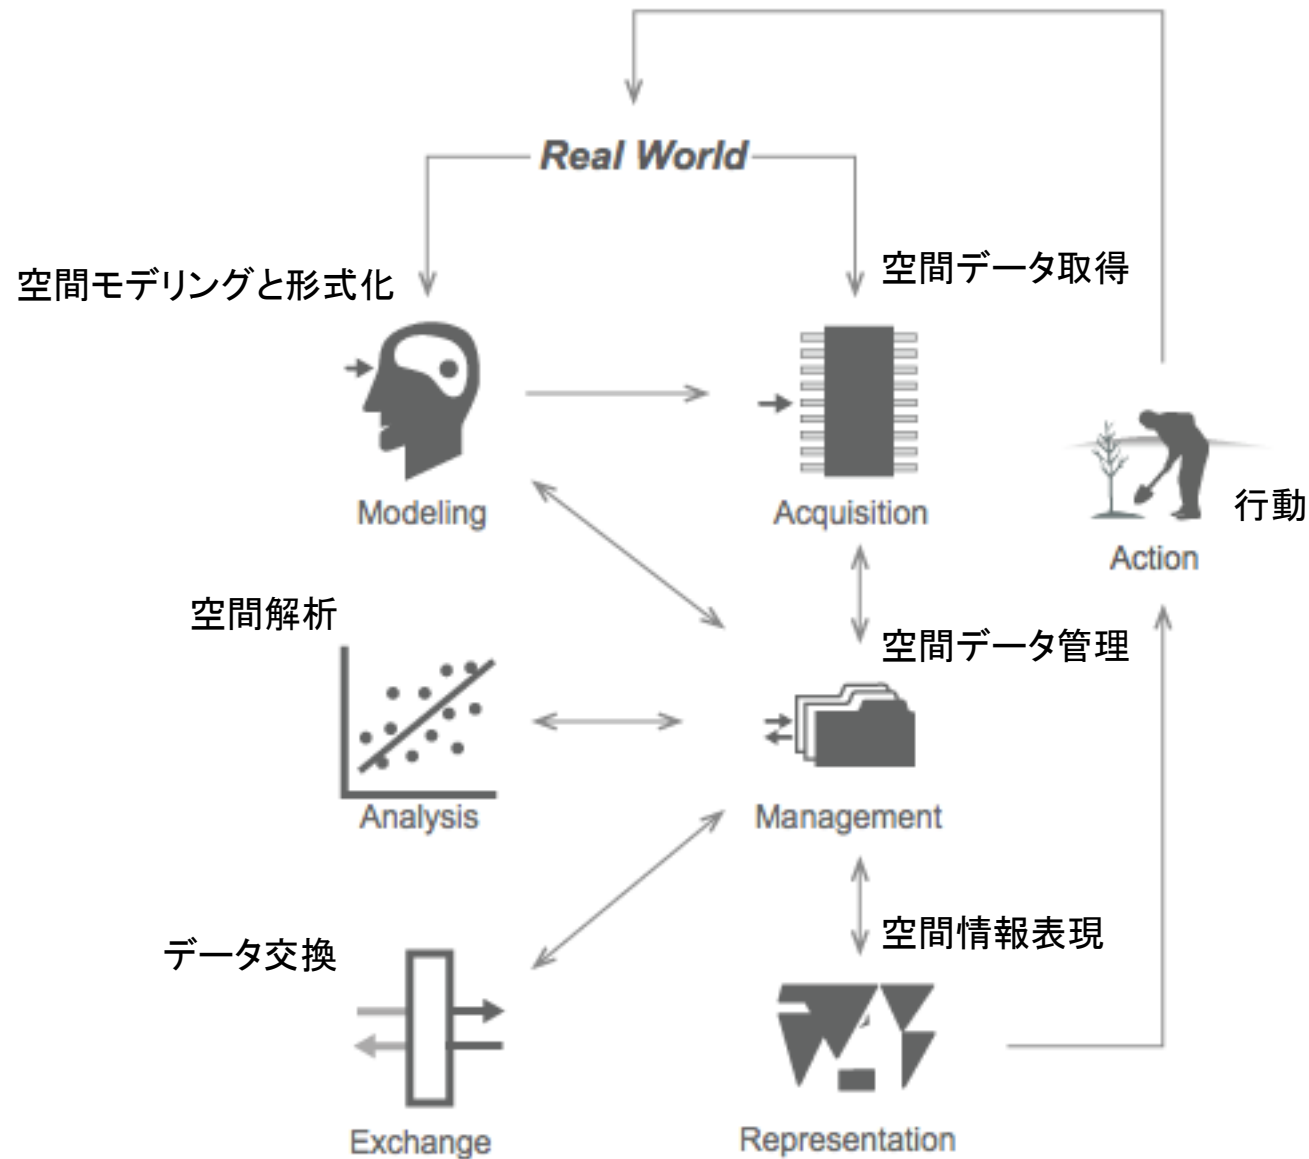 Real World
空間モデリングと形式化
空間データ取得
Modeling
Acquisition
行動
Action
空間解析
空間データ管理
Analysis
Management
データ交換
空間情報表現
Exchange
Representation